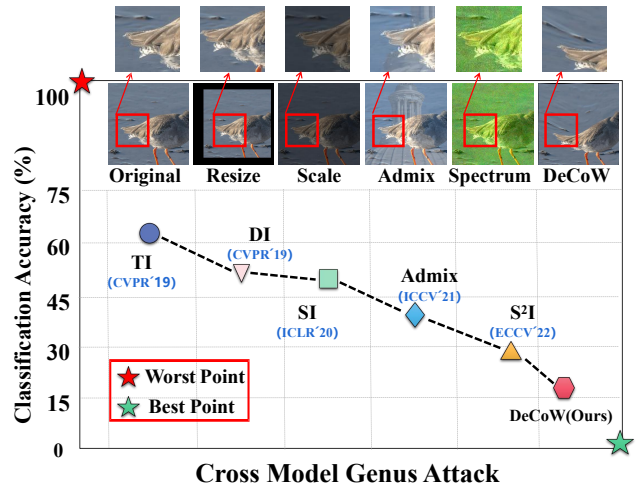 100
Original Resize Scale Admix Spectrum DeCoW
Classification Accuracy (%)
75
60
45
30
15
0
TI
(CVPR´19)
DI
(CVPR´19)
SI
(ICLR´20)
Admix
(ICCV´21)
S²I
(ECCV´22)
DeCoW(Ours)
Worst Point
Best Point
Cross Model Genus Attack